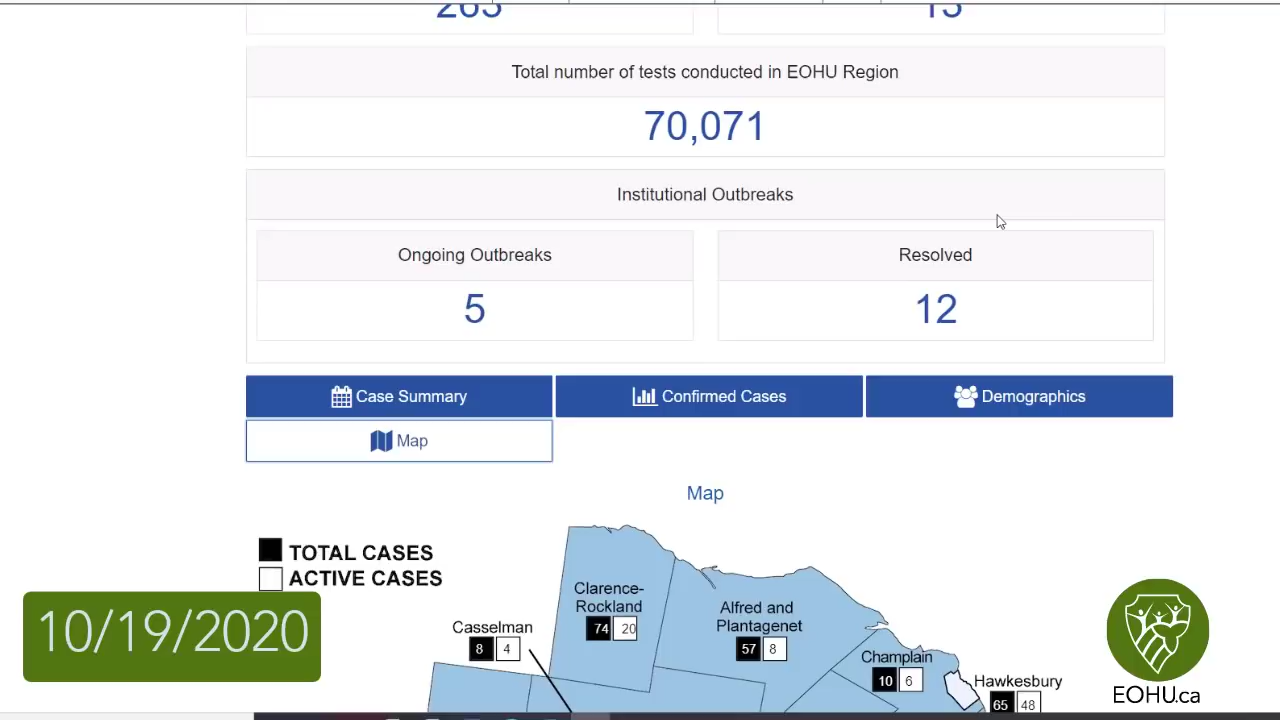 265 13
Total number of tests conducted in EOHU Region
70,071
Institutional Outbreaks
Ongoing Outbreaks Resolved
5 12
Case Summary Confirmed Cases Demographics
Map
Map
TOTAL CASES
ACTIVE CASES
Clarence-
Rockland
74 20
Alfred and
Plantagenet
57 8
Casselman
8 4
Champlain
10 6
Hawkesbury
65 48
10/19/2020
EOHU.ca